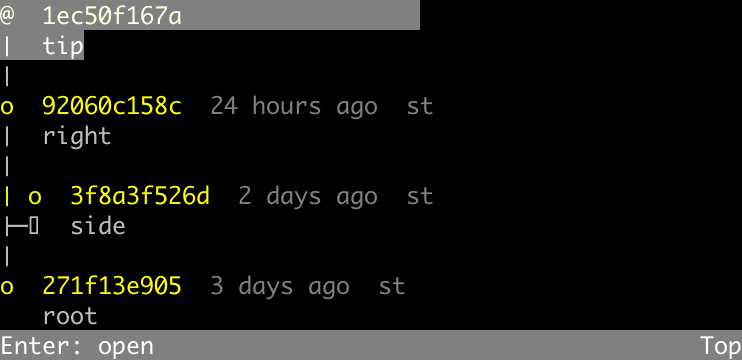 @  1ec50f167a
|  tip
|
o  92060c158c  24 hours ago  st
|  right
|
| o  3f8a3f526d  2 days ago  st
├─▯  side
|
o  271f13e905  3 days ago  st
   root
Enter: open                                        Top